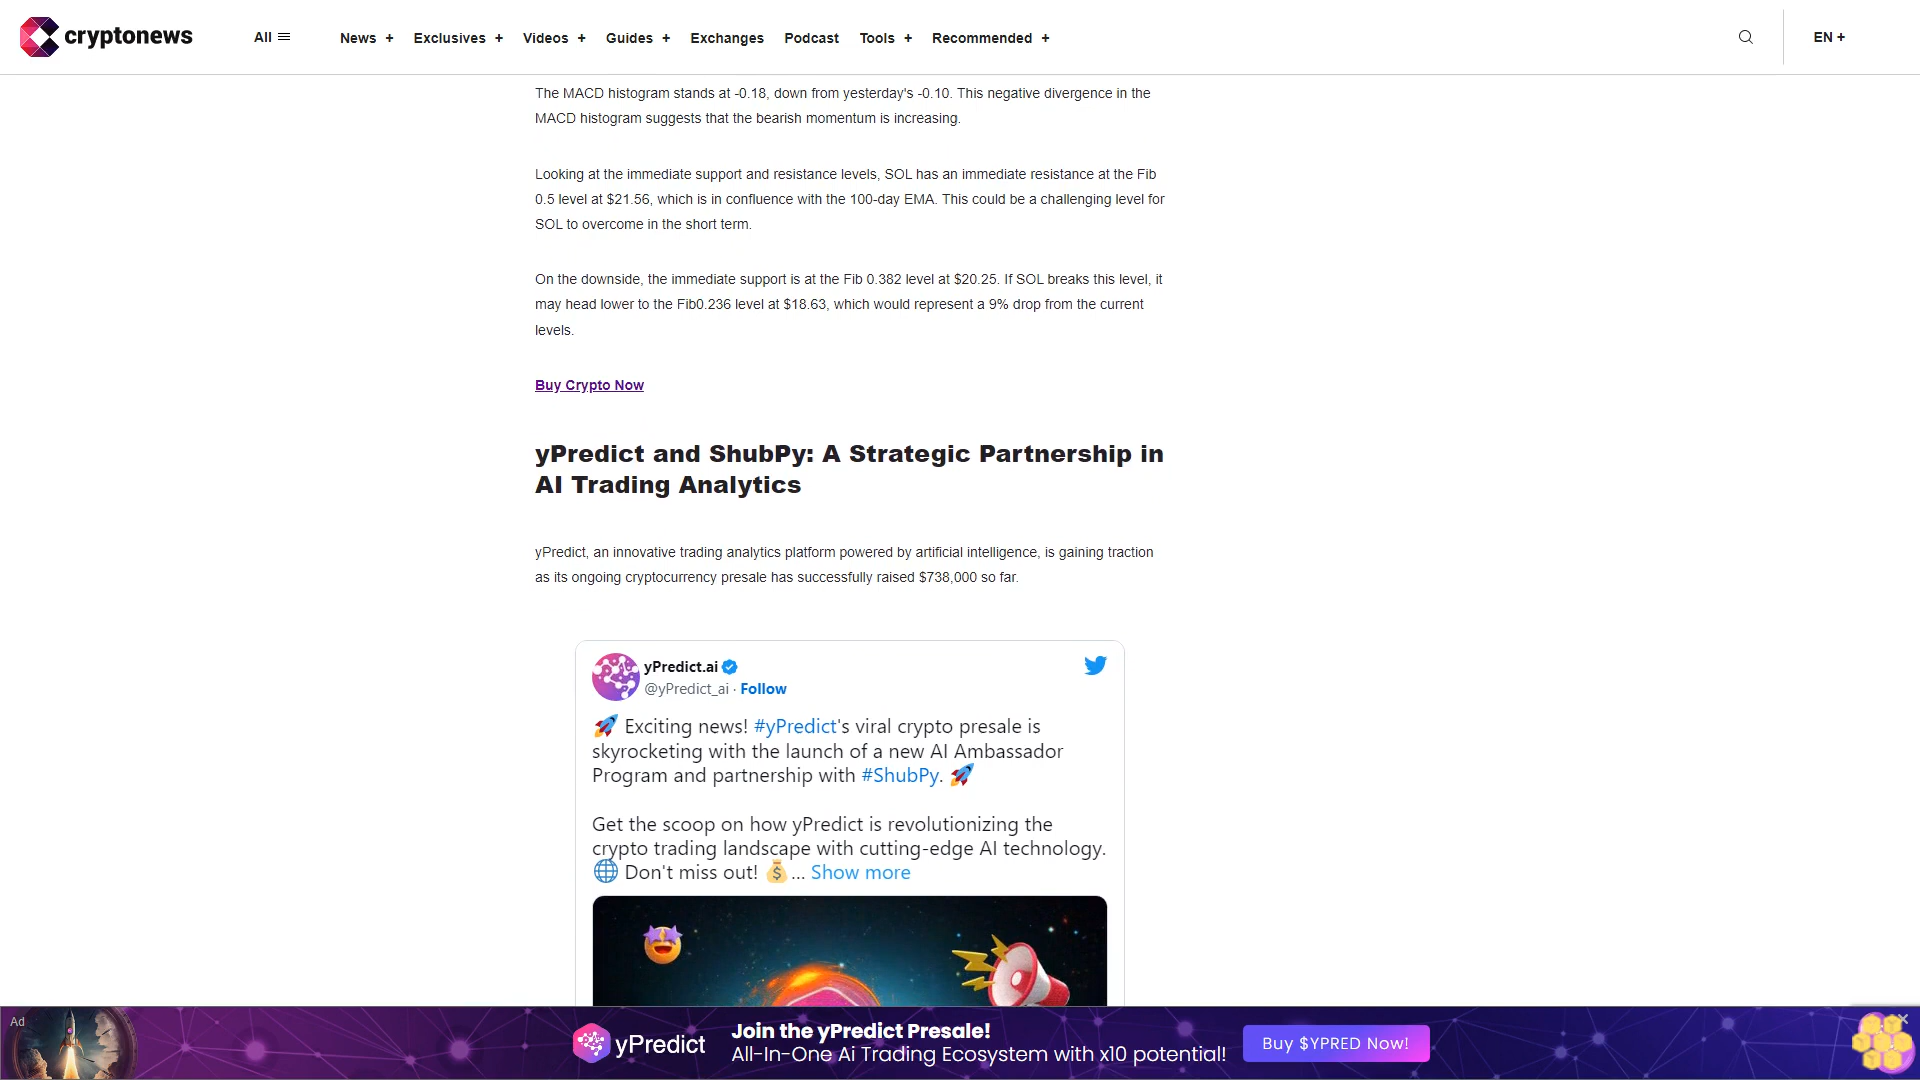 cryptonews
All
News +
Exclusives +
Videos +
Guides +
Exchanges
Podcast
Tools +
Recommended +
EN +
The MACD histogram stands at -0.18, down from yesterday's -0.10. This negative divergence in the
MACD histogram suggests that the bearish momentum is increasing.
Looking at the immediate support and resistance levels, SOL has an immediate resistance at the Fib
0.5 level at $21.56, which is in confluence with the 100-day EMA. This could be a challenging level for
SOL to overcome in the short term.
On the downside, the immediate support is at the Fib 0.382 level at $20.25. If SOL breaks this level, it
may head lower to the Fib0.236 level at $18.63, which would represent a 9% drop from the current
levels.
Buy Crypto Now
yPredict and ShubPy: A Strategic Partnership in
AI Trading Analytics
yPredict, an innovative trading analytics platform powered by artificial intelligence, is gaining traction
as its ongoing cryptocurrency presale has successfully raised $738,000 so far.
yPredict.ai
@yPredict_ai · Follow
🚀 Exciting news! #yPredict's viral crypto presale is
skyrocketing with the launch of a new AI Ambassador
Program and partnership with #ShubPy. 🚀
Get the scoop on how yPredict is revolutionizing the
crypto trading landscape with cutting-edge AI technology.
🌐 Don't miss out! 💰... Show more
Ad
yPredict
Join the yPredict Presale!
All-In-One Ai Trading Ecosystem with x10 potential!
Buy $YPRED Now!